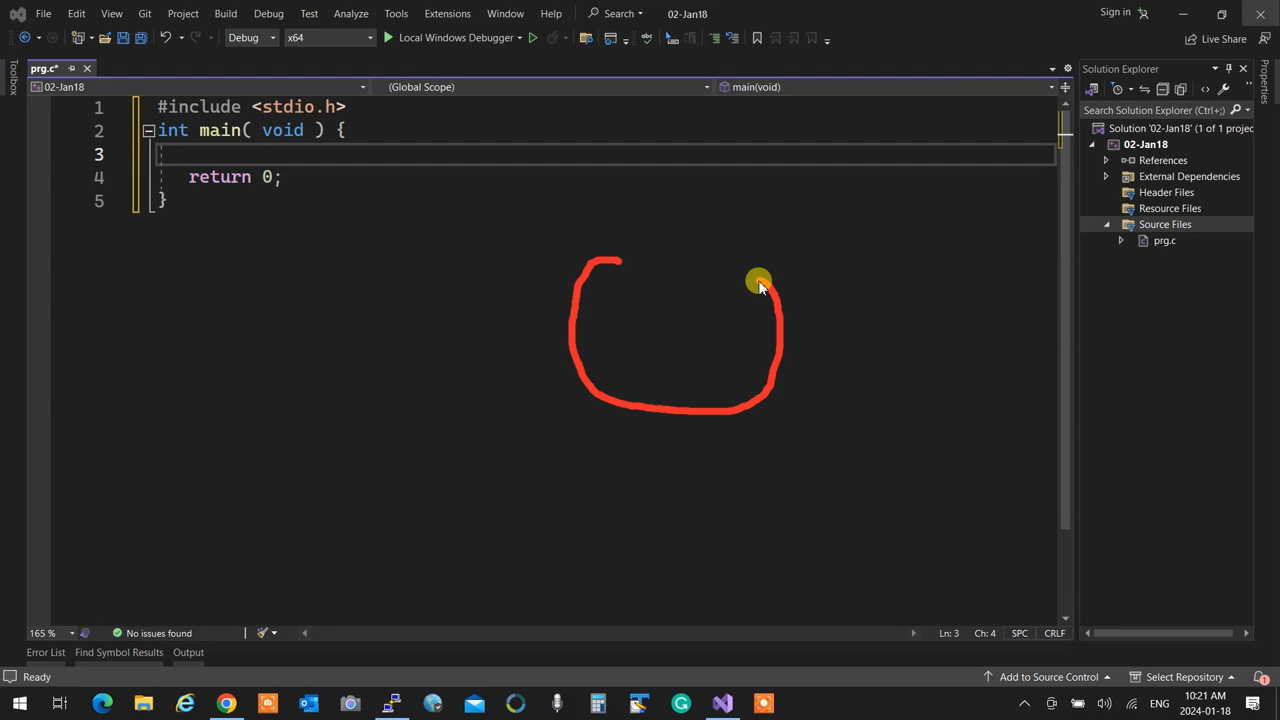 File Edit View Git Project Build Debug Test Analyze Tools Extensions Window Help Search 02-Jan18 Sign in
Debug x64 Local Windows Debugger Live Share
Toolbox
prg.c*
02-Jan18 (Global Scope) main(void)
1 #include <stdio.h>
2 int main( void ) {
3
4 return 0;
5 }
165 % No issues found Ln: 3 Ch: 4 SPC CRLF
Error List Find Symbol Results Output
Solution Explorer
Search Solution Explorer (Ctrl+;)
Solution '02-Jan18' (1 of 1 projec
02-Jan18
References
External Dependencies
Header Files
Resource Files
Source Files
prg.c
Properties
Ready Add to Source Control Select Repository 1
ENG 10:21 AM
2024-01-18